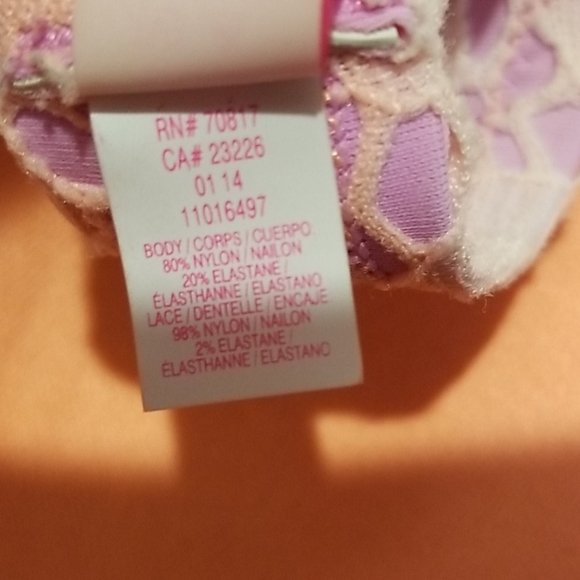 RN# 70817
CA# 23226
01 14
11016497
BODY / CORPS / CUERPO
80% NYLON / NAILON
20% ELASTANE /
ÉLASTHANNE / ELASTANO
LACE / DENTELLE / ENCAJE
98% NYLON / NAILON
2% ELASTANE /
ÉLASTHANNE / ELASTANO